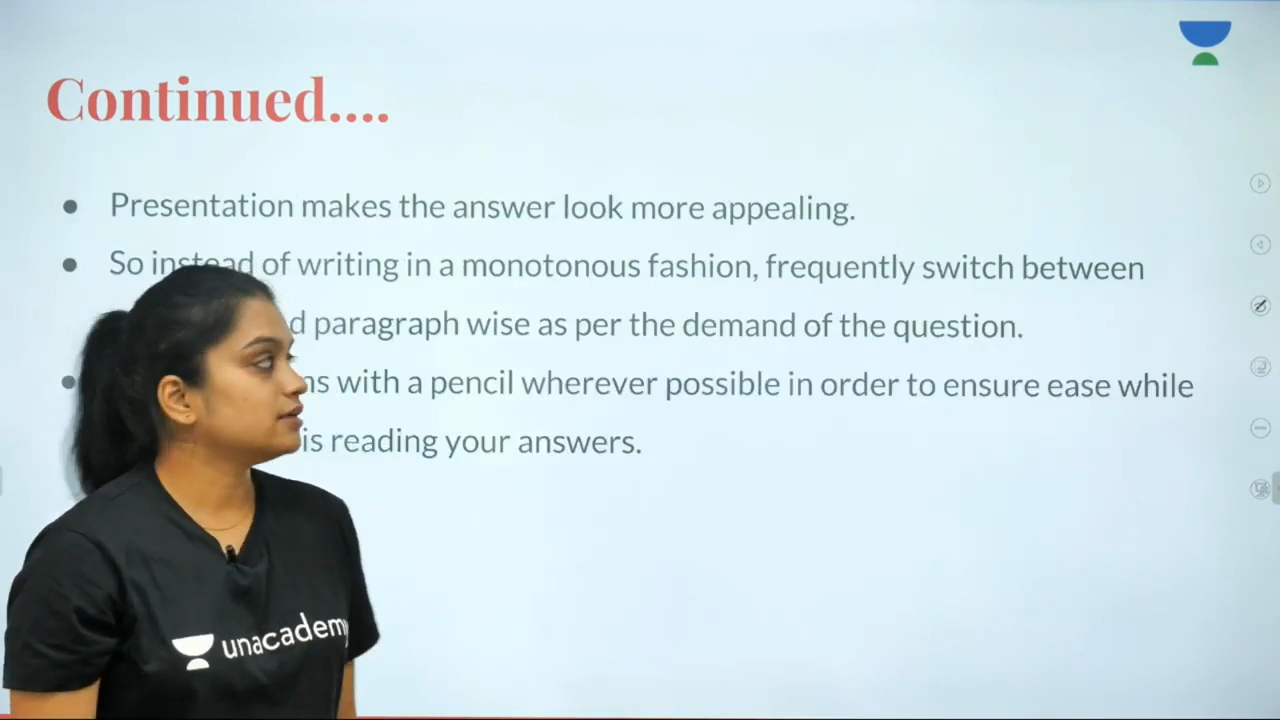 Continued....
● Presentation makes the answer look more appealing.
● So instead of writing in a monotonous fashion, frequently switch between
paragraph wise as per the demand of the question.
● with a pencil wherever possible in order to ensure ease while
is reading your answers.
unacademy